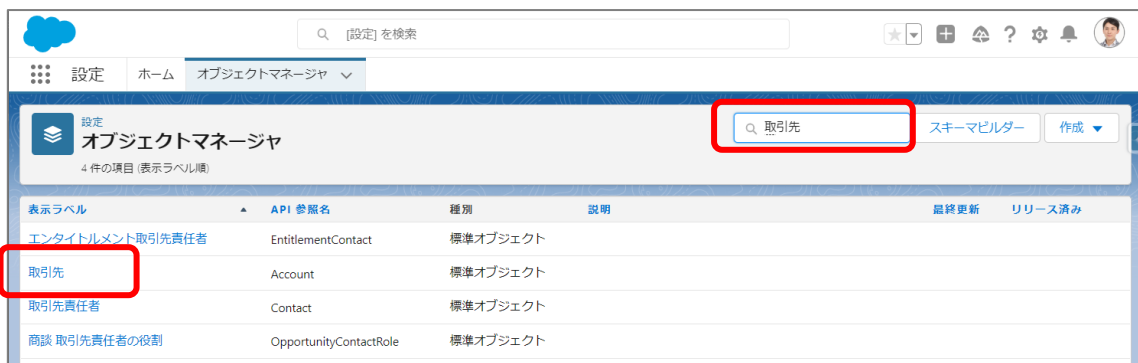 [設定] を検索
設定 ホーム オブジェクトマネージャ
設定
オブジェクトマネージャ
4 件の項目 (表示ラベル順)
取引先 スキーマビルダー 作成
表示ラベル API 参照名 種別 説明 最終更新 リリース済み
エンタイトルメント取引先責任者 EntitlementContact 標準オブジェクト
取引先 Account 標準オブジェクト
取引先責任者 Contact 標準オブジェクト
商談 取引先責任者の役割 OpportunityContactRole 標準オブジェクト